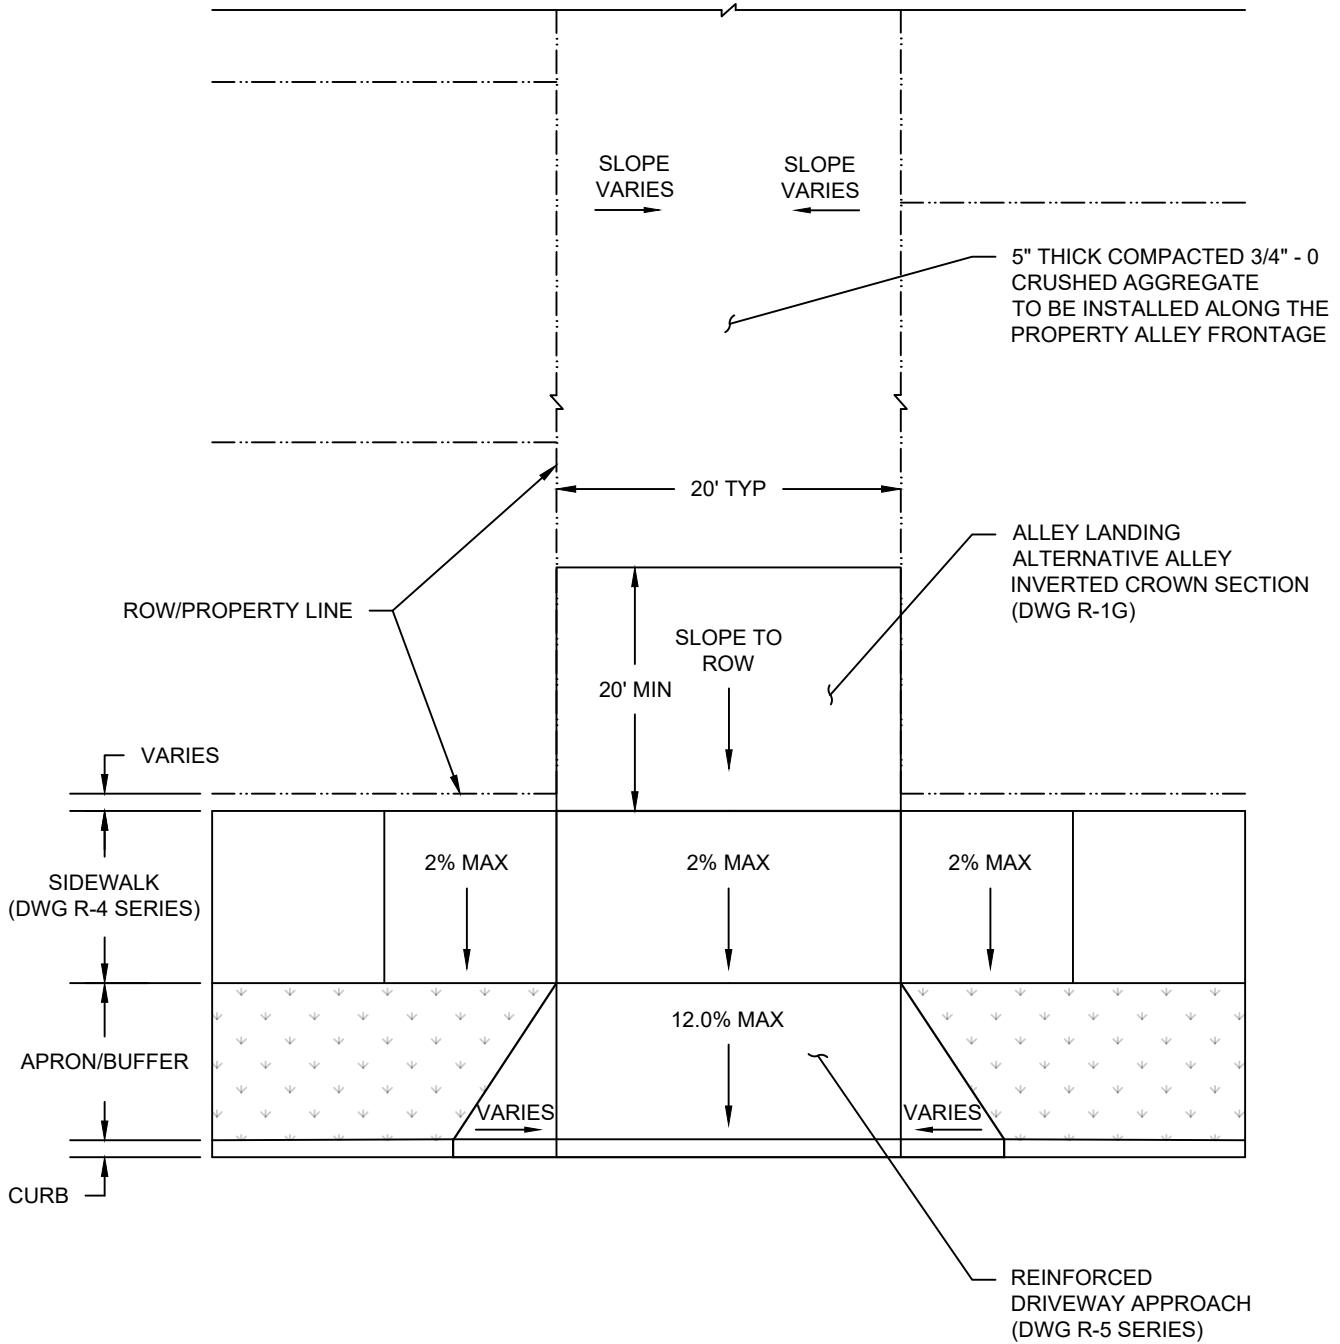 SLOPE
VARIES
SLOPE
VARIES
5" THICK COMPACTED 3/4" - 0
CRUSHED AGGREGATE
TO BE INSTALLED ALONG THE
PROPERTY ALLEY FRONTAGE
20' TYP
ALLEY LANDING
ALTERNATIVE ALLEY
INVERTED CROWN SECTION
(DWG R-1G)
ROW/PROPERTY LINE
SLOPE TO
ROW
20' MIN
VARIES
2% MAX
2% MAX
2% MAX
SIDEWALK
(DWG R-4 SERIES)
12.0% MAX
APRON/BUFFER
VARIES
VARIES
CURB
REINFORCED
DRIVEWAY APPROACH
(DWG R-5 SERIES)